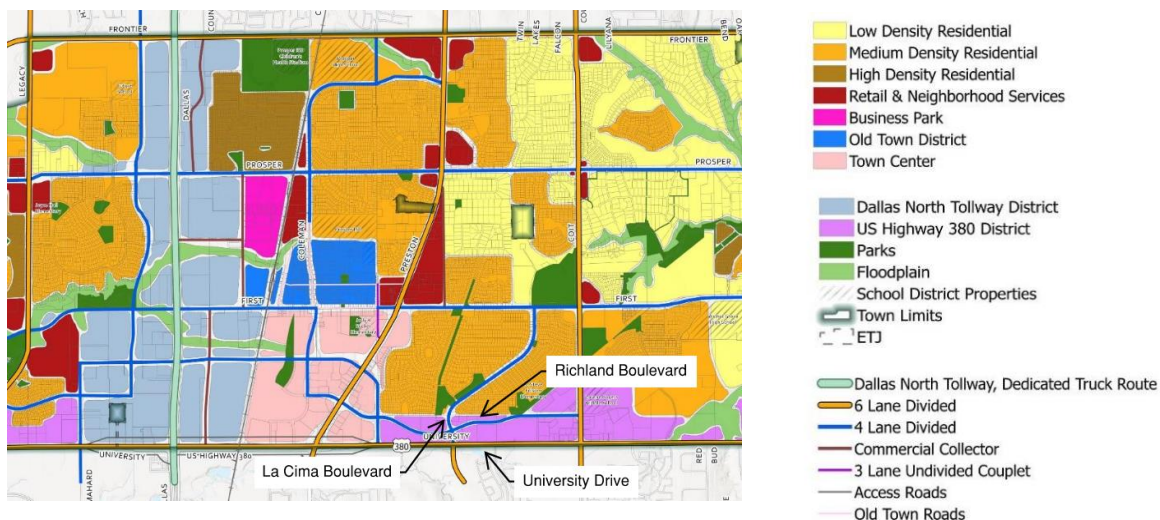 FRONTIER
LEGACY
DALLAS
TWIN
LAKES
FALCON
LILYANA
FRONTIER
BEND
PROSPER
PROSPER
COLEMAN
PRESTON
COIT
FIRST
FIRST
Richland Boulevard
UNIVERSITY
380
UNIVERSITY
US HIGHWAY 380
La Cima Boulevard
University Drive
MAHARD
RED
BUD
Low Density Residential
Medium Density Residential
High Density Residential
Retail & Neighborhood Services
Business Park
Old Town District
Town Center
Dallas North Tollway District
US Highway 380 District
Parks
Floodplain
School District Properties
Town Limits
ETJ
Dallas North Tollway, Dedicated Truck Route
6 Lane Divided
4 Lane Divided
Commercial Collector
3 Lane Undivided Couplet
Access Roads
Old Town Roads